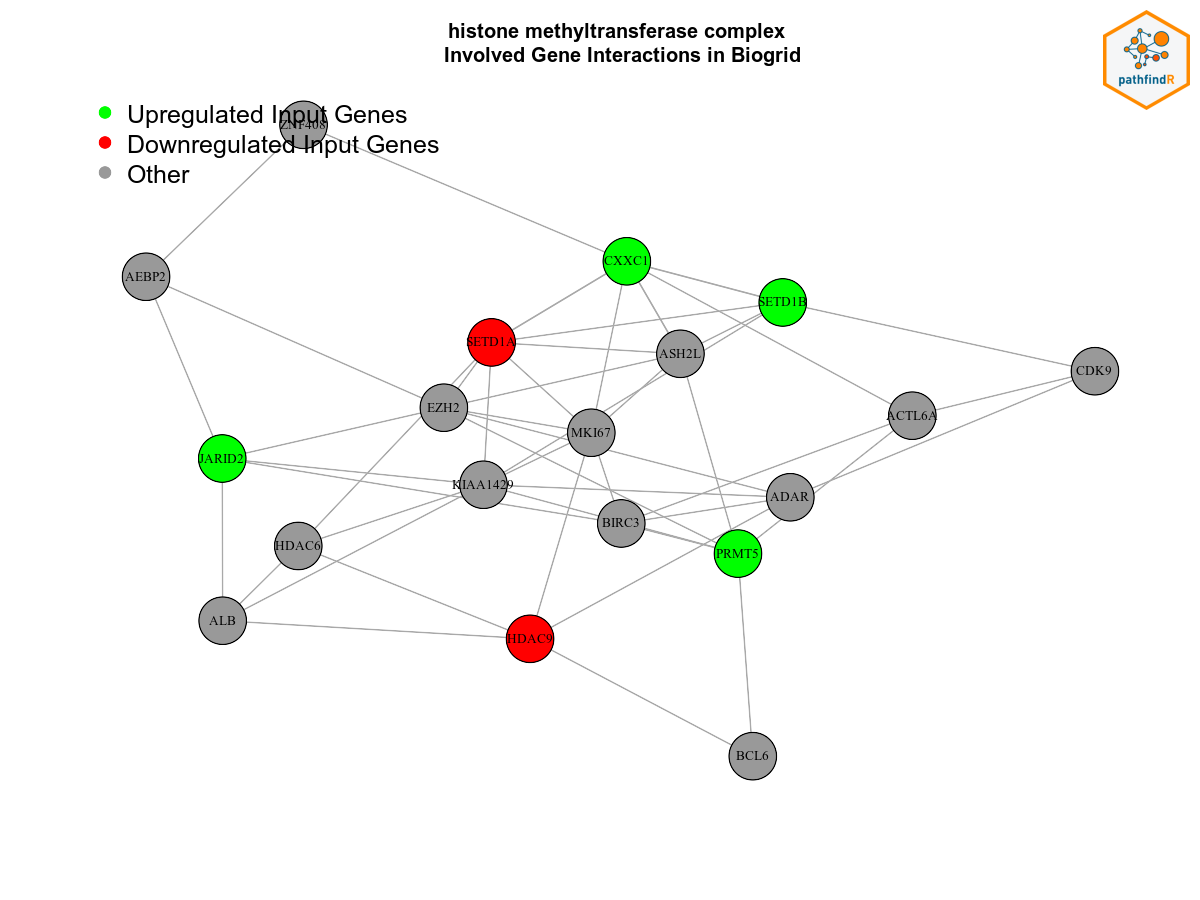 histone methyltransferase complex
Involved Gene Interactions in Biogrid
pathfindR
Upregulated Input Genes
ZNF408
Downregulated Input Genes
Other
CXXC1
AEBP2
SETD1B
SETD1A
ASH2L
CDK9
EZH2
ACTL6A
MKI67
JARID2
KIAA1429
ADAR
BIRC3
HDAC6
PRMT5
ALB
HDAC9
BCL6